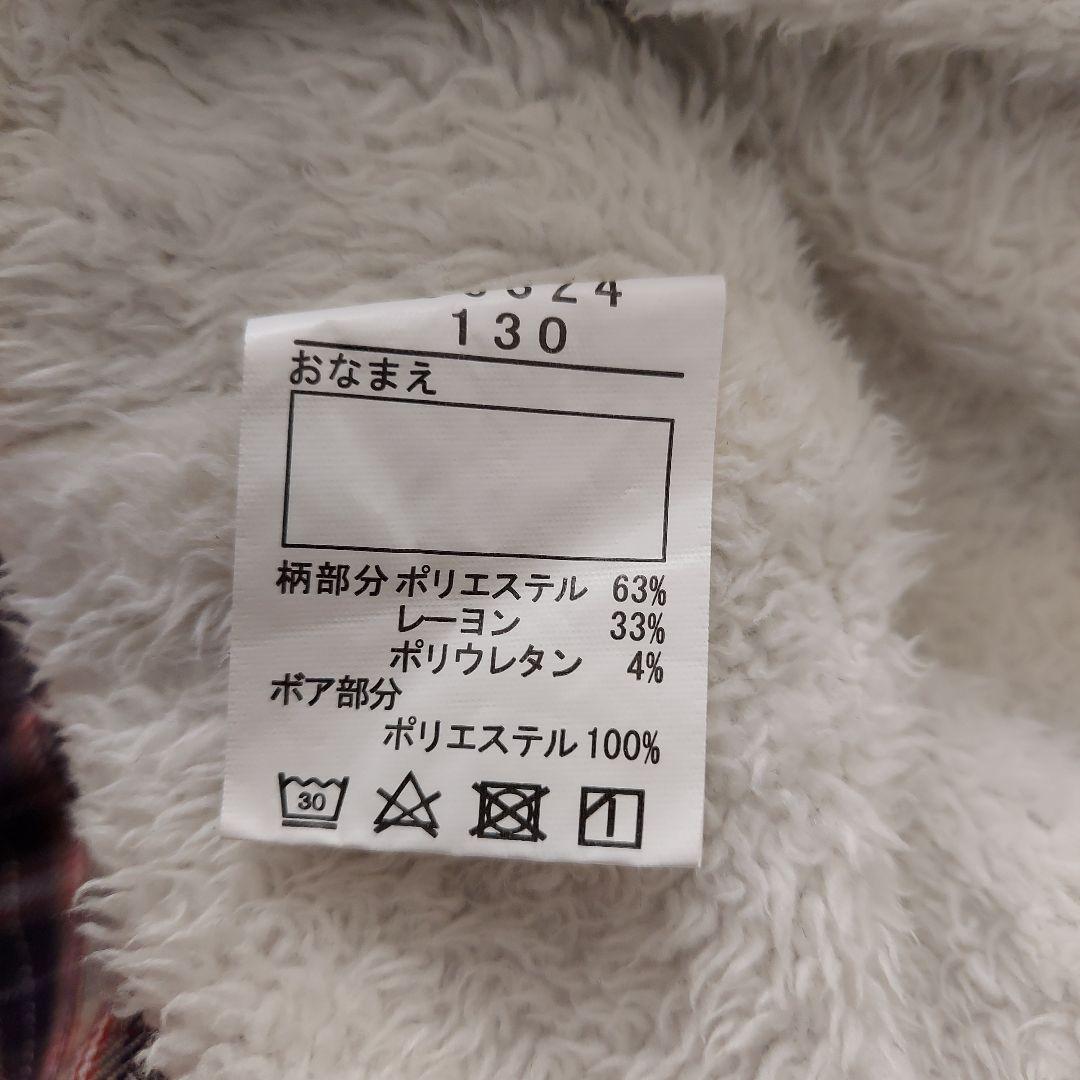 130
おなまえ
柄部分 ポリエステル 63%
レーヨン 33%
ポリウレタン 4%
ボア部分
ポリエステル 100%
30